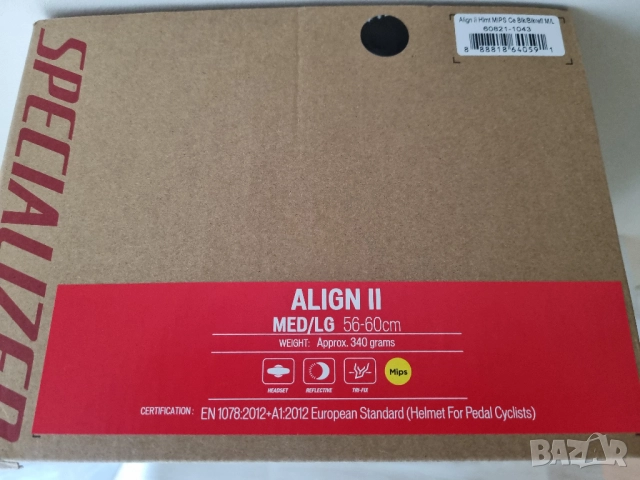 SPECIALIZED
Align II Hlmt MIPS Ce Blk/Blkrefl M/L
60821-1043
8 88818 64059 1
ALIGN II
MED/LG 56-60cm
WEIGHT: Approx. 340 grams
HEADSET REFLECTIVE TRI-FIX Mips
CERTIFICATION : EN 1078:2012+A1:2012 European Standard (Helmet For Pedal Cyclists)
BAZAR
bg